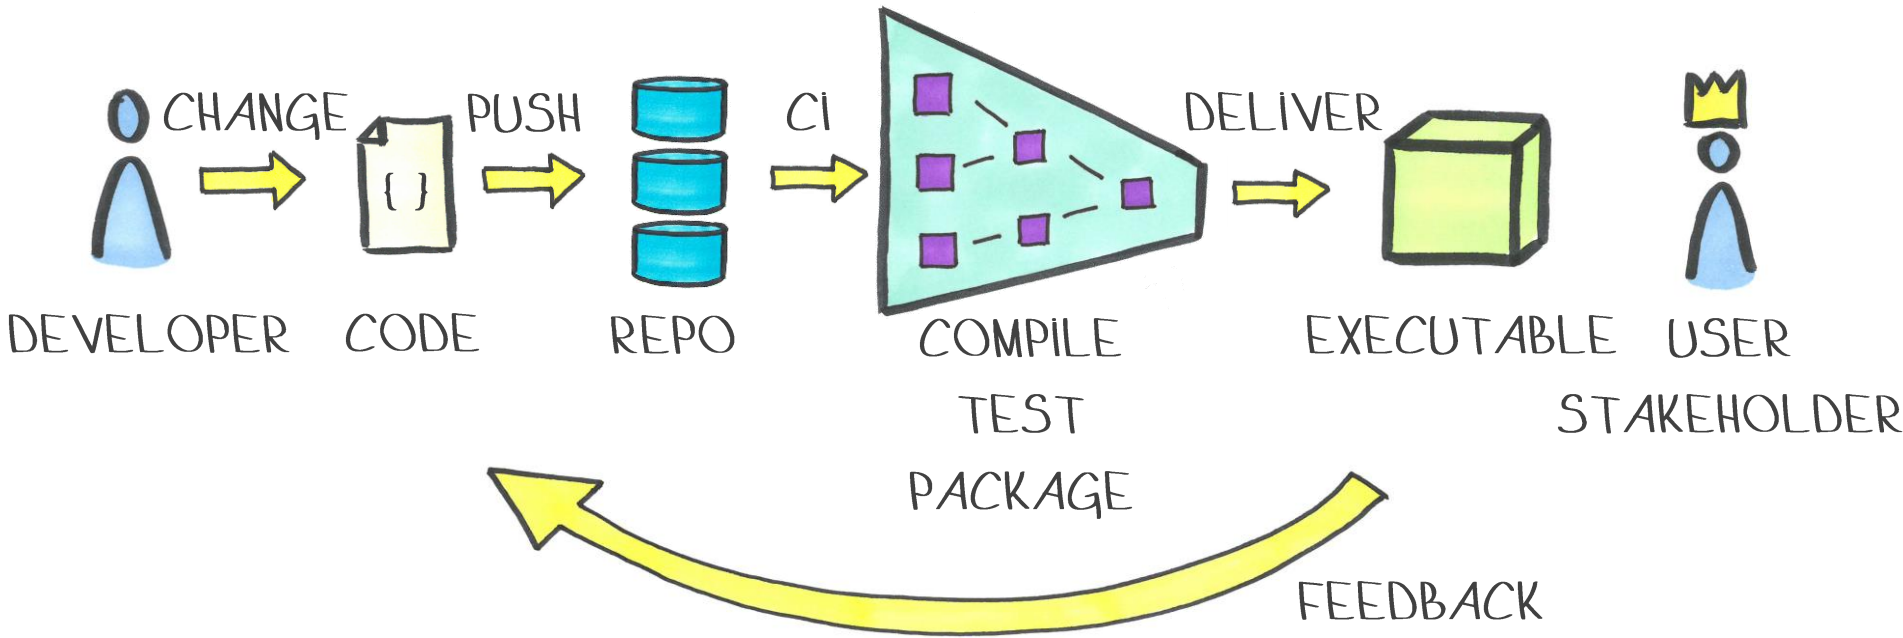 CHANGE
PUSH
Ci
DELiVER
{ }
DEVELOPER
CODE
REPO
COMPiLE
TEST
PACKAGE
EXECUTABLE
USER
STAKEHOLDER
FEEDBACK